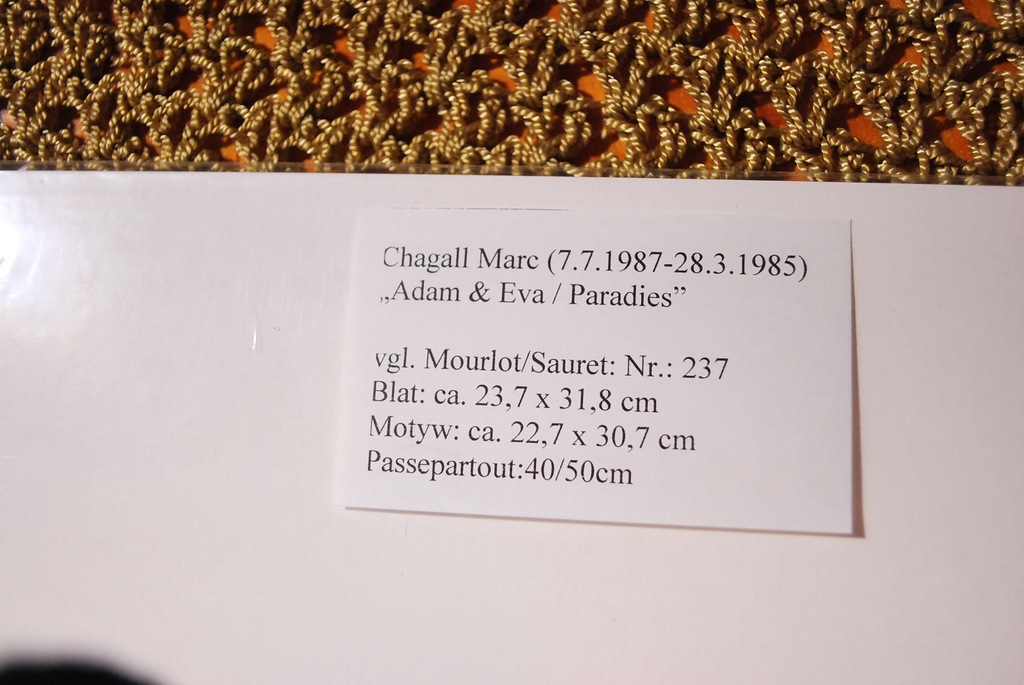 Chagall Marc (7.7.1987-28.3.1985)
„Adam & Eva / Paradies”
vgl. Mourlot/Sauret: Nr.: 237
Blat: ca. 23,7 x 31,8 cm
Motyw: ca. 22,7 x 30,7 cm
Passepartout:40/50cm